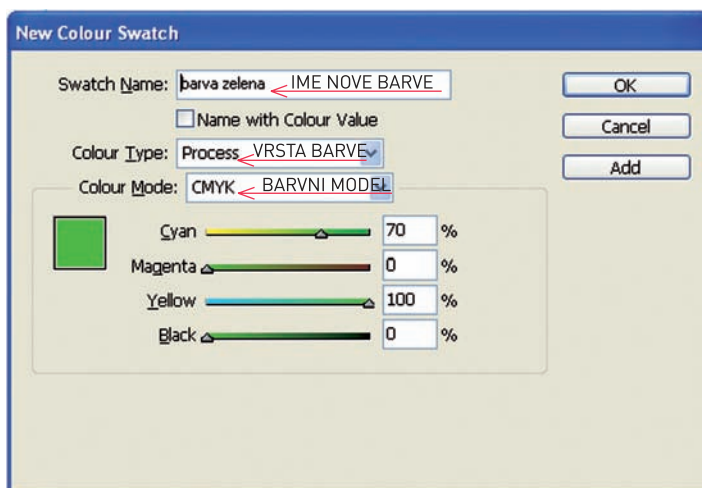 New Colour Swatch
Swatch Name: barva zelena IME NOVE BARVE OK
Name with Colour Value Cancel
Colour Type: Process VRSTA BARVE Add
Colour Mode: CMYK BARVNI MODEL
Cyan 70 %
Magenta 0 %
Yellow 100 %
Black 0 %